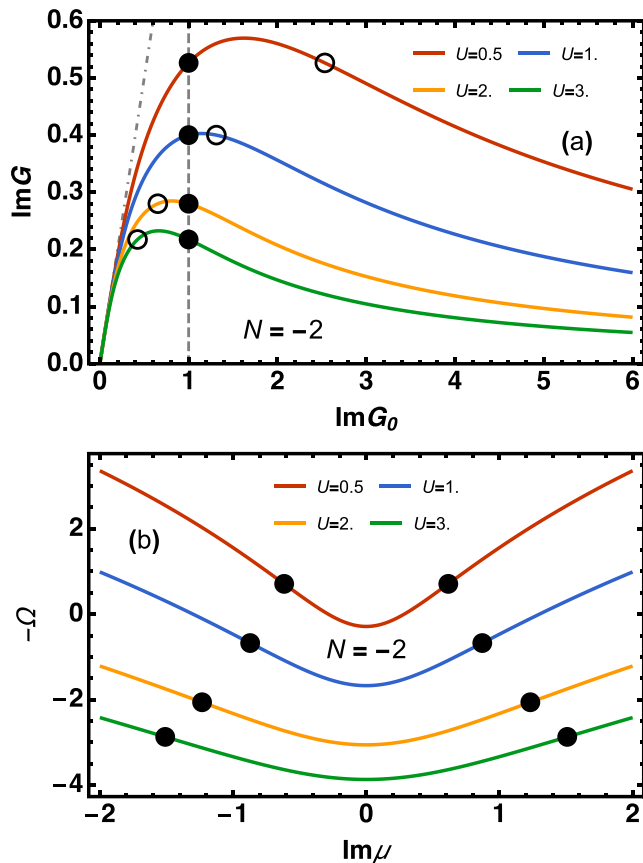 0.6
0.5
0.4
0.3
0.2
0.1
0.0
ImG
U=0.5 U=1.
U=2. U=3.
(a)
N = −2
0 1 2 3 4 5 6
ImG₀
2
0
−2
−4
−Ω
U=0.5 U=1.
U=2. U=3.
(b)
N = −2
−2 −1 0 1 2
Imμ